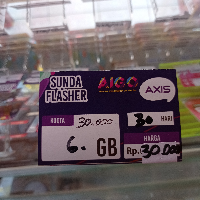 SUNDA FLASHER AIGO AXIS
KUOTA 30.000 30 HARI
6. GB HARGA
Rp. 30.000